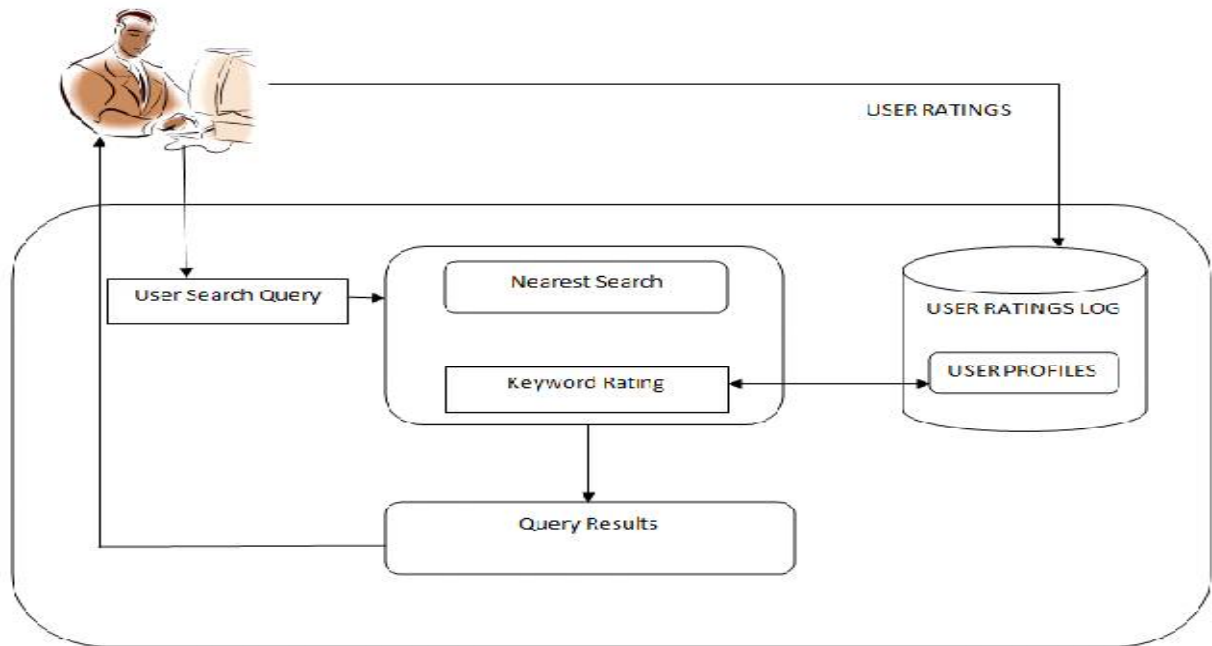 USER RATINGS
User Search Query
Nearest Search
Keyword Rating
USER RATINGS LOG
USER PROFILES
Query Results